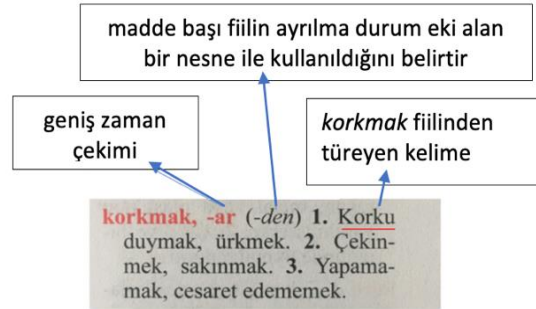 madde başı fiilin ayrılma durum eki alan
bir nesne ile kullanıldığını belirtir
geniş zaman
çekimi
korkmak fiilinden
türeyen kelime
korkmak, -ar (-den) 1. Korku
duymak, ürkmek. 2. Çekin-
mek, sakınmak. 3. Yapama-
mak, cesaret edememek.